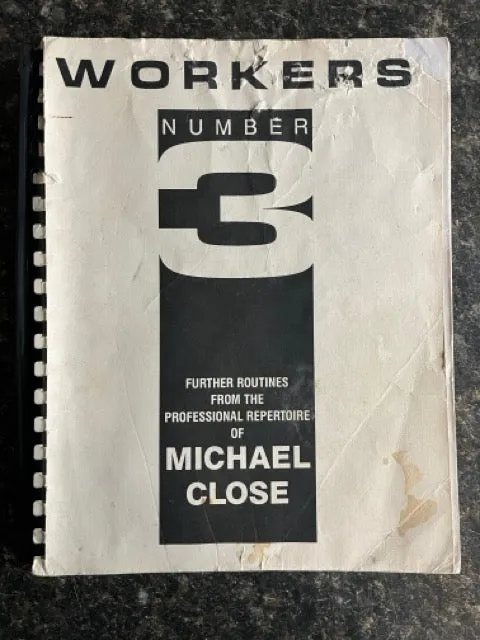 WORKERS
NUMBER
3
FURTHER ROUTINES
FROM THE
PROFESSIONAL REPERTOIRE
OF
MICHAEL
CLOSE